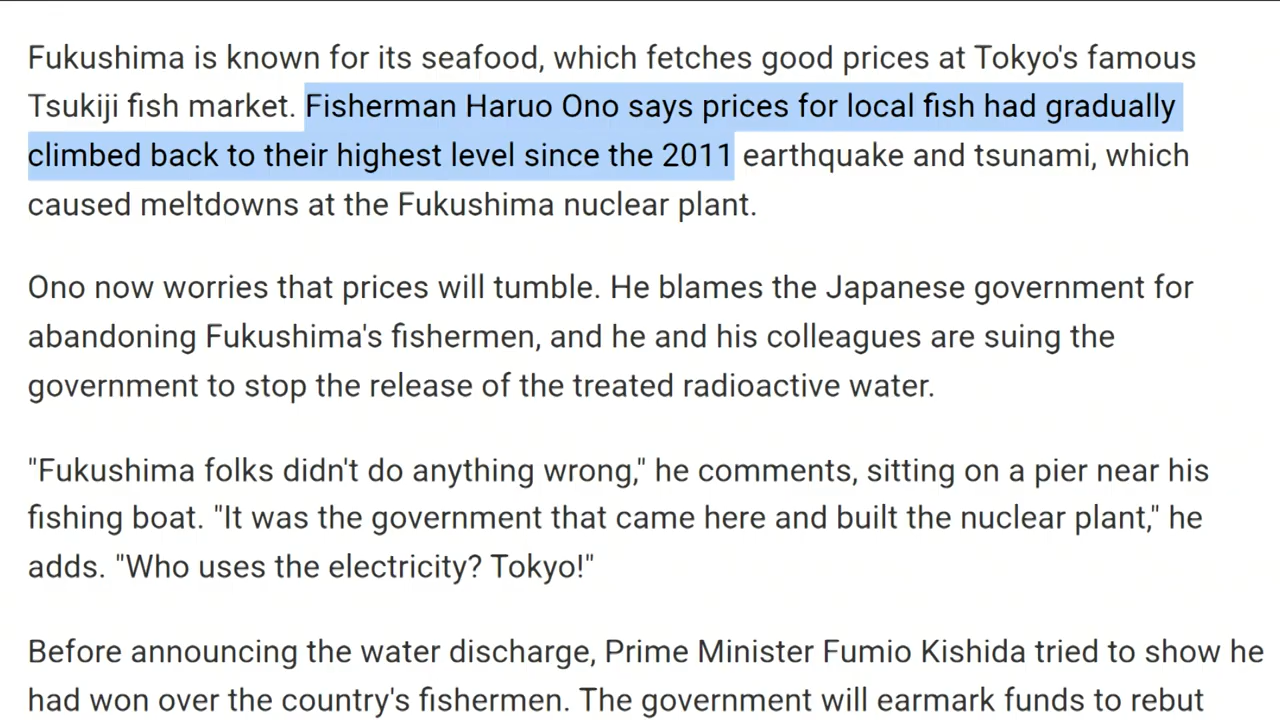 Fukushima is known for its seafood, which fetches good prices at Tokyo's famous
Tsukiji fish market. Fisherman Haruo Ono says prices for local fish had gradually
climbed back to their highest level since the 2011 earthquake and tsunami, which
caused meltdowns at the Fukushima nuclear plant.
Ono now worries that prices will tumble. He blames the Japanese government for
abandoning Fukushima's fishermen, and he and his colleagues are suing the
government to stop the release of the treated radioactive water.
"Fukushima folks didn't do anything wrong," he comments, sitting on a pier near his
fishing boat. "It was the government that came here and built the nuclear plant," he
adds. "Who uses the electricity? Tokyo!"
Before announcing the water discharge, Prime Minister Fumio Kishida tried to show he
had won over the country's fishermen. The government will earmark funds to rebut